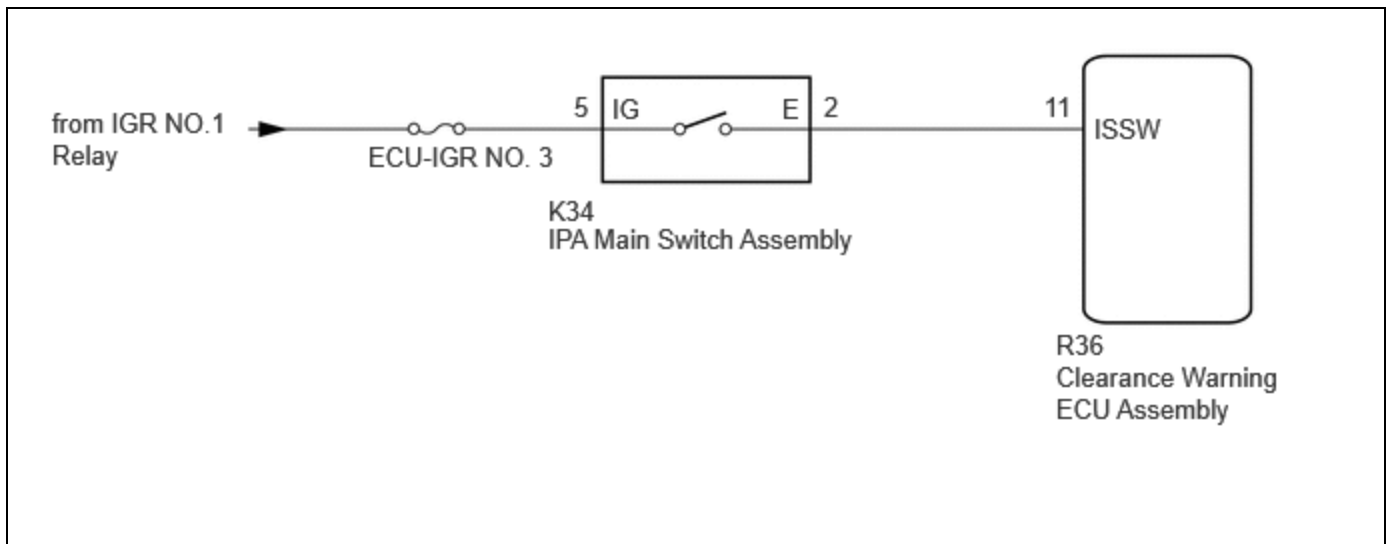 from IGR NO.1
Relay
ECU-IGR NO. 3
5
IG
E
2
K34
IPA Main Switch Assembly
11
ISSW
R36
Clearance Warning
ECU Assembly